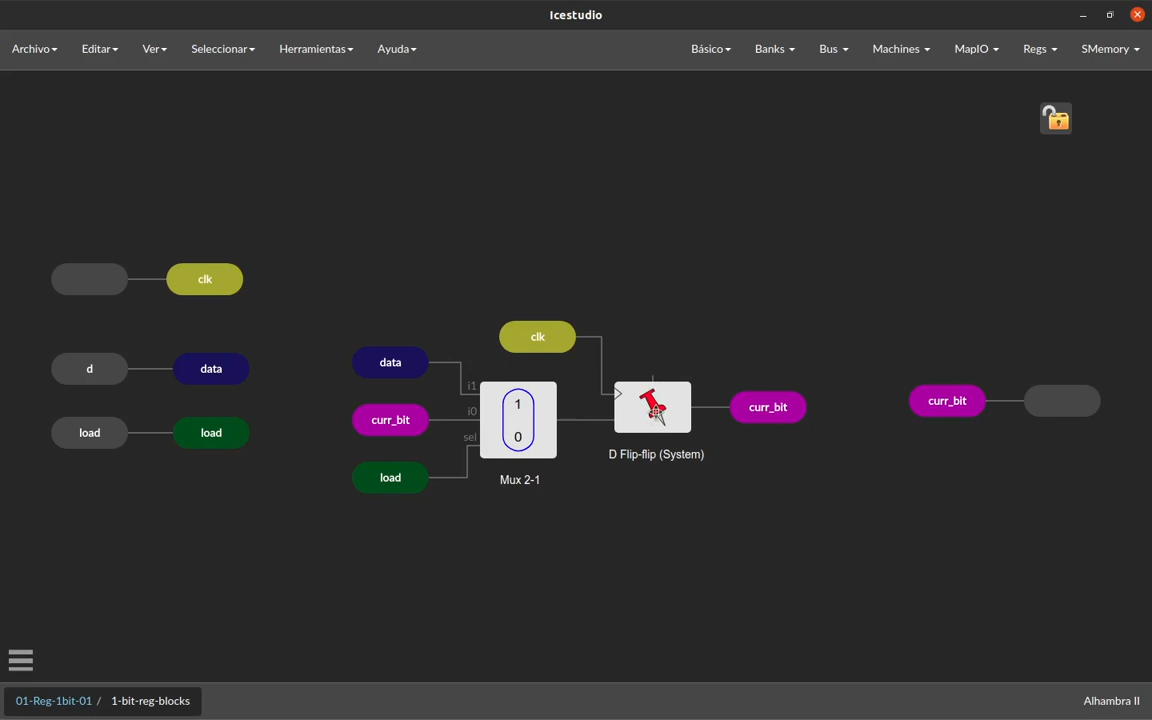 Icestudio
Archivo Editar Ver Seleccionar Herramientas Ayuda Básico Banks Bus Machines MapIO Regs SMemory
clk
clk
data
i1
d
data
i0
1
curr_bit
curr_bit
curr_bit
load
load
sel
0
load
D Flip-flip (System)
Mux 2-1
01-Reg-1bit-01 / 1-bit-reg-blocks
Alhambra II